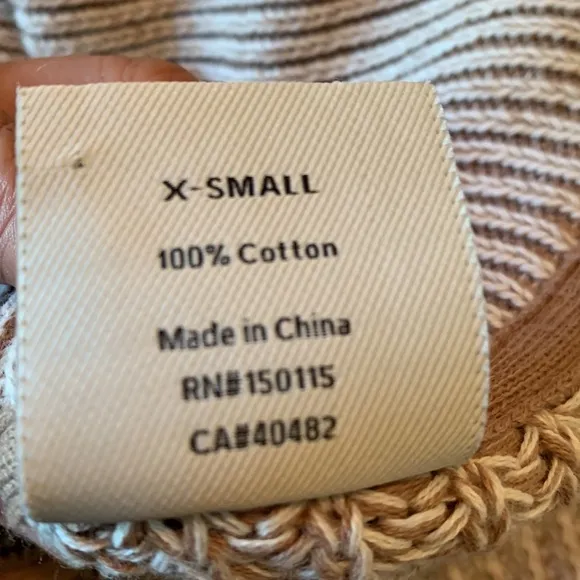 X-SMALL
100% Cotton
Made in China
RN#150115
CA#40482